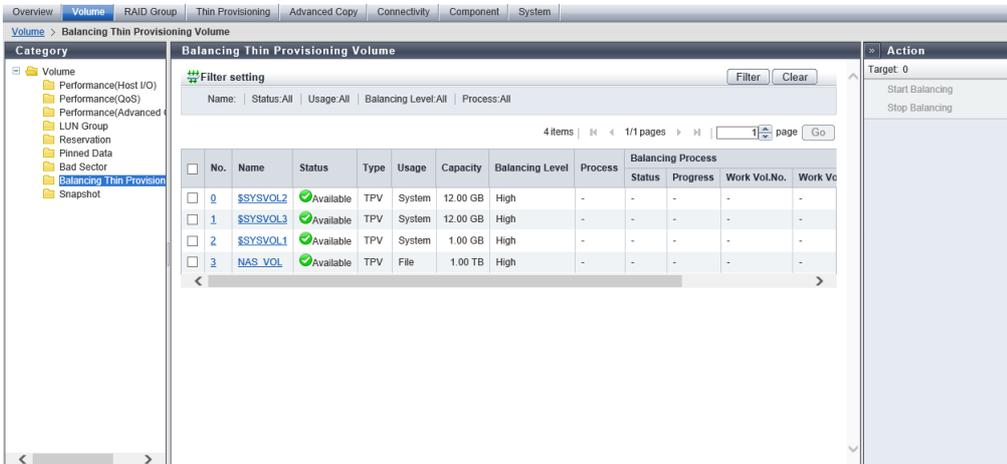 Overview Volume RAID Group Thin Provisioning Advanced Copy Connectivity Component System
Volume > Balancing Thin Provisioning Volume
Category
Volume
Performance(Host I/O)
Performance(QoS)
Performance(Advanced
LUN Group
Reservation
Pinned Data
Bad Sector
Balancing Thin Provision
Snapshot
Balancing Thin Provisioning Volume
Filter setting Filter Clear
Name: | Status:All | Usage:All | Balancing Level:All | Process:All
4 items | 1/1 pages | 1 page Go
No. Name Status Type Usage Capacity Balancing Level Process Balancing Process
Status Progress Work Vol.No. Work Vo
0 $SYSVOL2 Available TPV System 12.00 GB High - - - - -
1 $SYSVOL3 Available TPV System 12.00 GB High - - - - -
2 $SYSVOL1 Available TPV System 1.00 GB High - - - - -
3 NAS_VOL Available TPV File 1.00 TB High - - - - -
» Action
Target: 0
Start Balancing
Stop Balancing